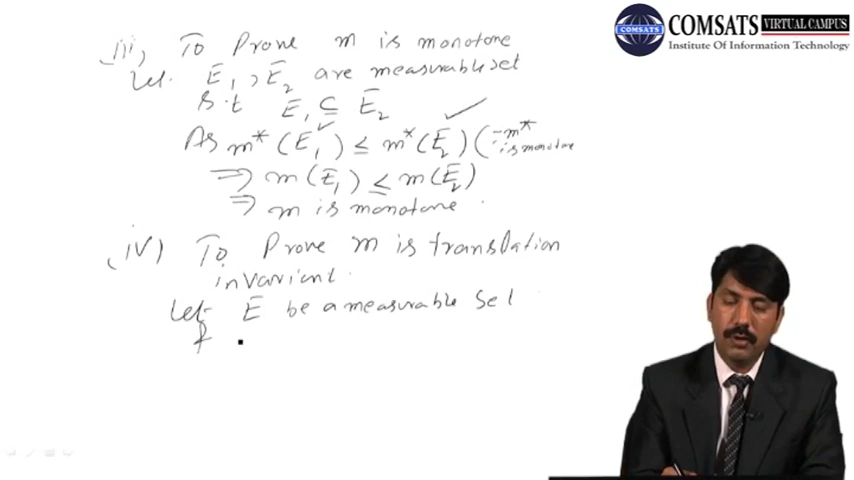 COMSATS VIRTUAL CAMPUS
Institute Of Information Technology
(iii) To Prove m is monotone
Let E₁, E₂ are measurable set
s.t E₁ ⊆ E₂
As m*(E₁) ≤ m*(E₂) (∵ m*
is monotone
⇒ m(E₁) ≤ m(E₂)
⇒ m is monotone.
(iv) To Prove m is translation
invarient.
Let E be a measurable set